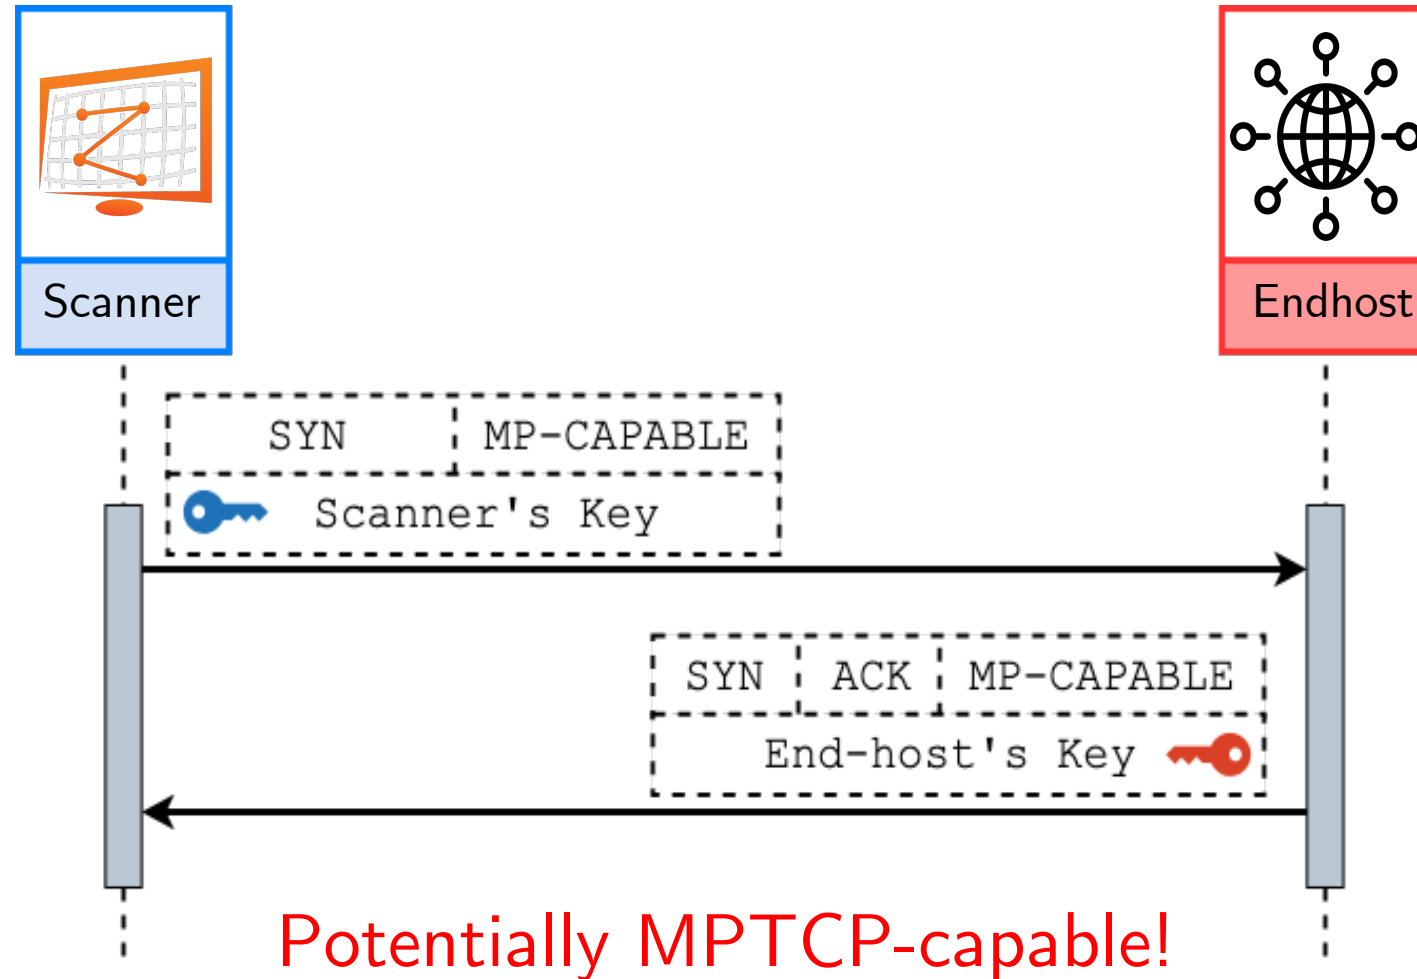 Scanner
Endhost
SYN MP-CAPABLE
Scanner's Key
SYN ACK MP-CAPABLE
End-host's Key
Potentially MPTCP-capable!